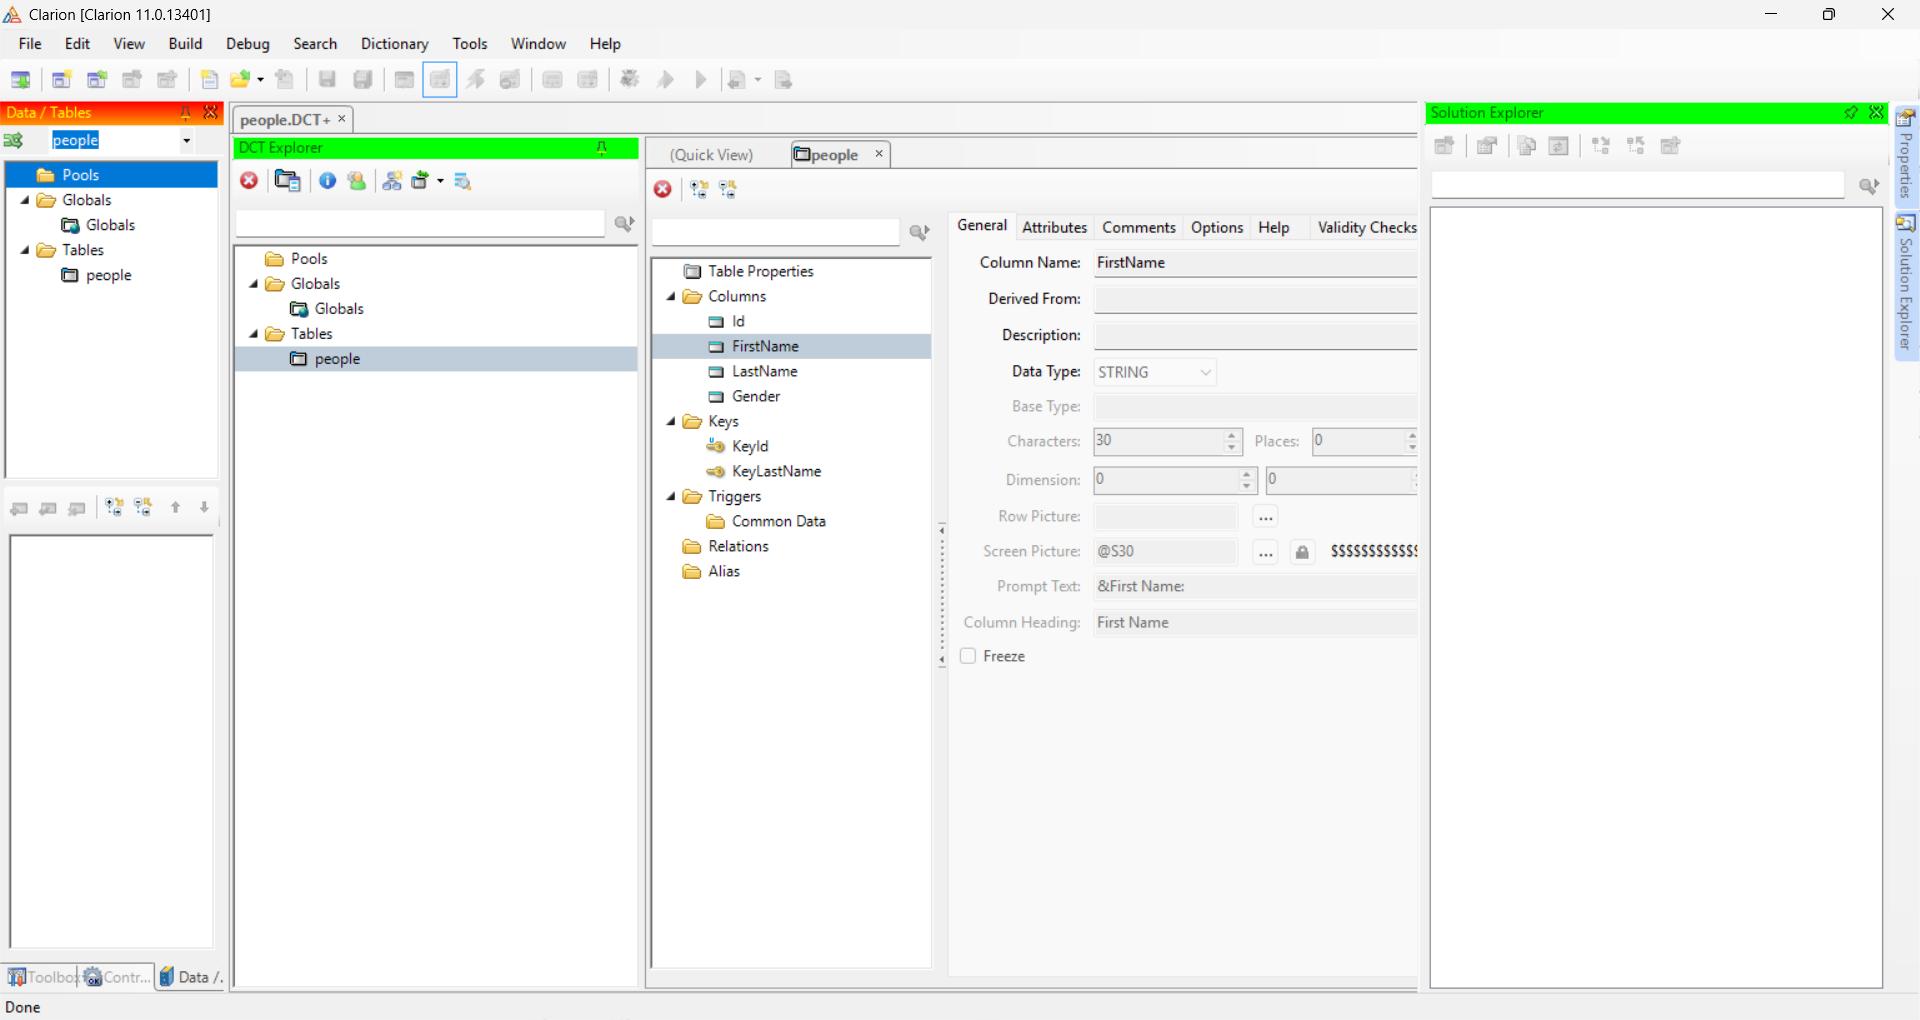 Clarion [Clarion 11.0.13401]
File Edit View Build Debug Search Dictionary Tools Window Help
Data / Tables
people
Pools
Globals
Globals
Tables
people
Toolbox
Contr...
Data /.
people.DCT+
DCT Explorer
Pools
Globals
Globals
Tables
people
(Quick View)
people
Table Properties
Columns
Id
FirstName
LastName
Gender
Keys
KeyId
KeyLastName
Triggers
Common Data
Relations
Alias
General Attributes Comments Options Help Validity Checks
Column Name: FirstName
Derived From:
Description:
Data Type: STRING
Base Type:
Characters: 30 Places: 0
Dimension: 0 0
Row Picture: ...
Screen Picture: @S30 ... $$$$$$$$$$$$
Prompt Text: &First Name:
Column Heading: First Name
Freeze
Solution Explorer
Properties
Solution Explorer
Done